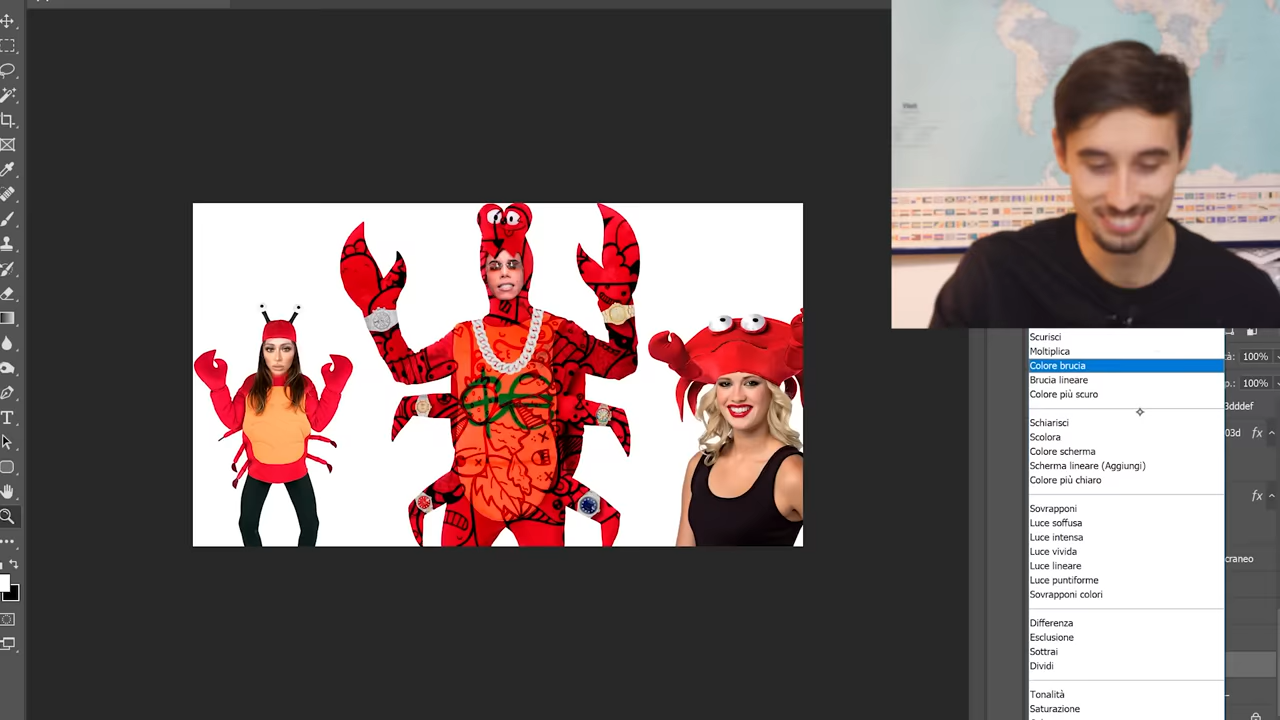 Scurisci
Moltiplica
Colore brucia
Brucia lineare
Colore più scuro
Schiarisci
Scolora
Colore scherma
Scherma lineare (Aggiungi)
Colore più chiaro
Sovrapponi
Luce soffusa
Luce intensa
Luce vivida
Luce lineare
Luce puntiforme
Sovrapponi colori
Differenza
Esclusione
Sottrai
Dividi
Tonalità
Saturazione
à: 100%
o.: 100%
3dddef
03d fx
fx
craneo
T